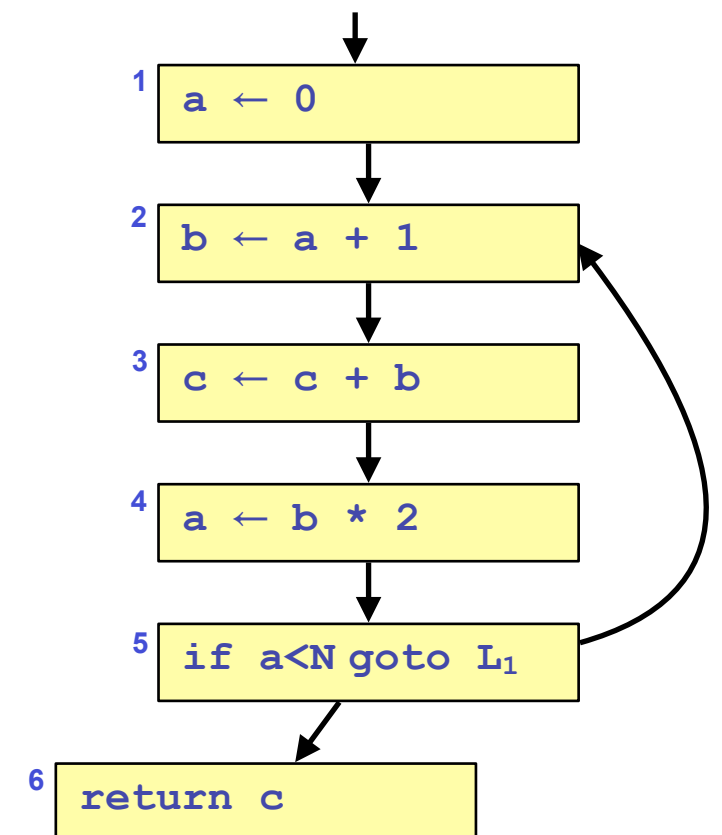 1
a ← 0
2
b ← a + 1
3
c ← c + b
4
a ← b * 2
5
if a<N goto L₁
6
return c